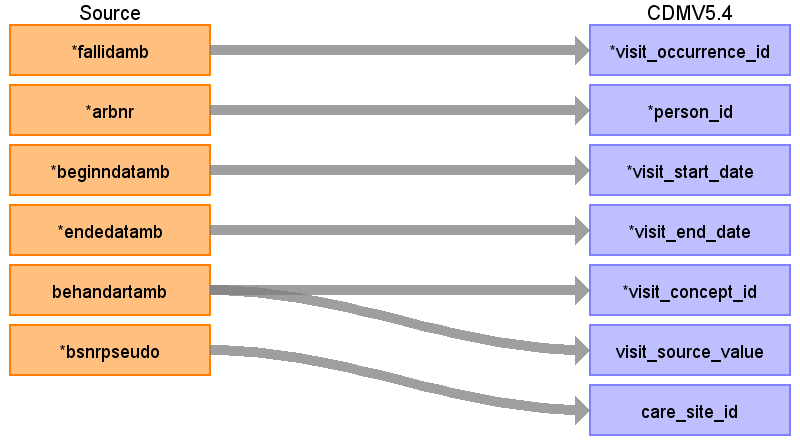 Source CDMV5.4
*fallidamb *visit_occurrence_id
*arbnr *person_id
*beginndatamb *visit_start_date
*endedatamb *visit_end_date
behandartamb *visit_concept_id
*bsnrpseudo visit_source_value
care_site_id